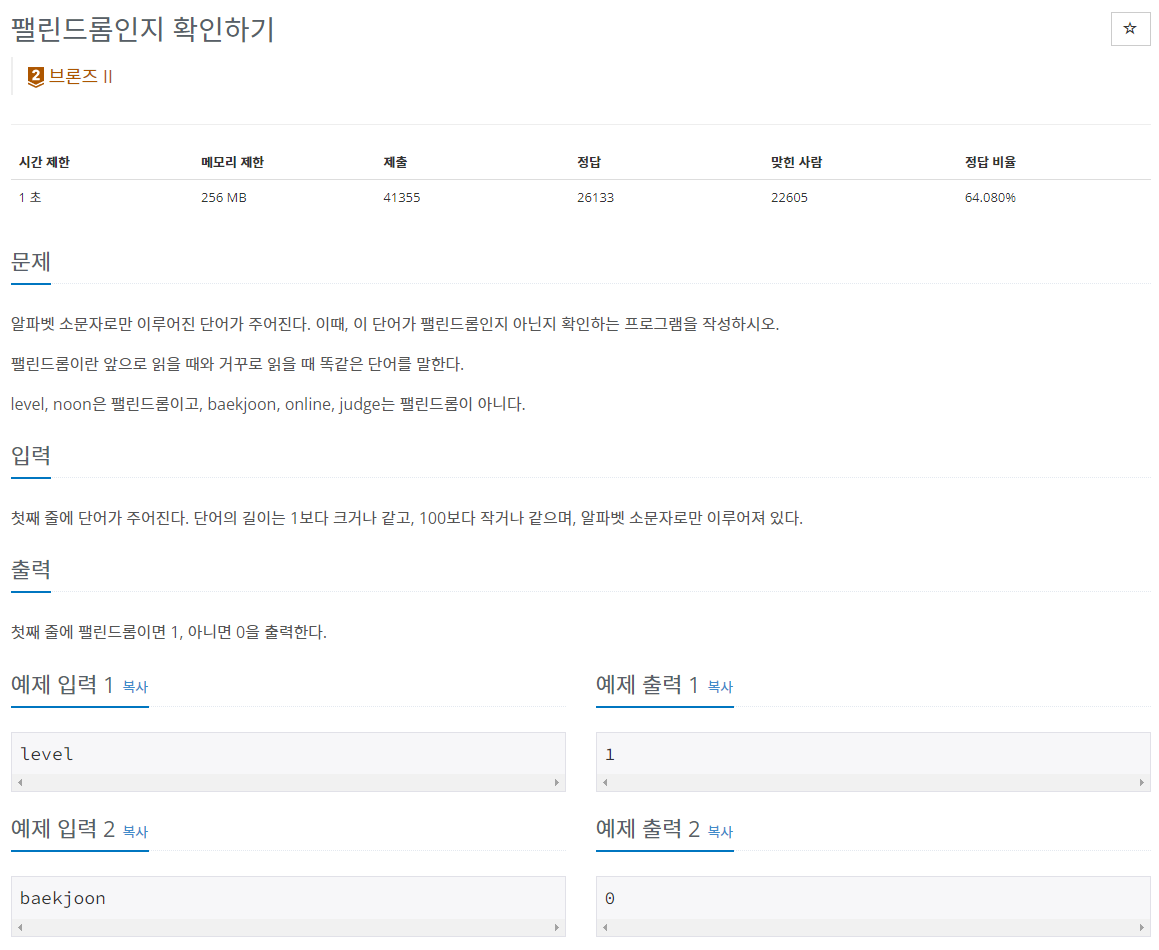 팰린드롬인지 확인하기
☆
2 브론즈 II
시간 제한 메모리 제한 제출 정답 맞힌 사람 정답 비율
1 초 256 MB 41355 26133 22605 64.080%
문제
알파벳 소문자로만 이루어진 단어가 주어진다. 이때, 이 단어가 팰린드롬인지 아닌지 확인하는 프로그램을 작성하시오.
팰린드롬이란 앞으로 읽을 때와 거꾸로 읽을 때 똑같은 단어를 말한다.
level, noon은 팰린드롬이고, baekjoon, online, judge는 팰린드롬이 아니다.
입력
첫째 줄에 단어가 주어진다. 단어의 길이는 1보다 크거나 같고, 100보다 작거나 같으며, 알파벳 소문자로만 이루어져 있다.
출력
첫째 줄에 팰린드롬이면 1, 아니면 0을 출력한다.
예제 입력 1 복사
level
예제 출력 1 복사
1
예제 입력 2 복사
baekjoon
예제 출력 2 복사
0